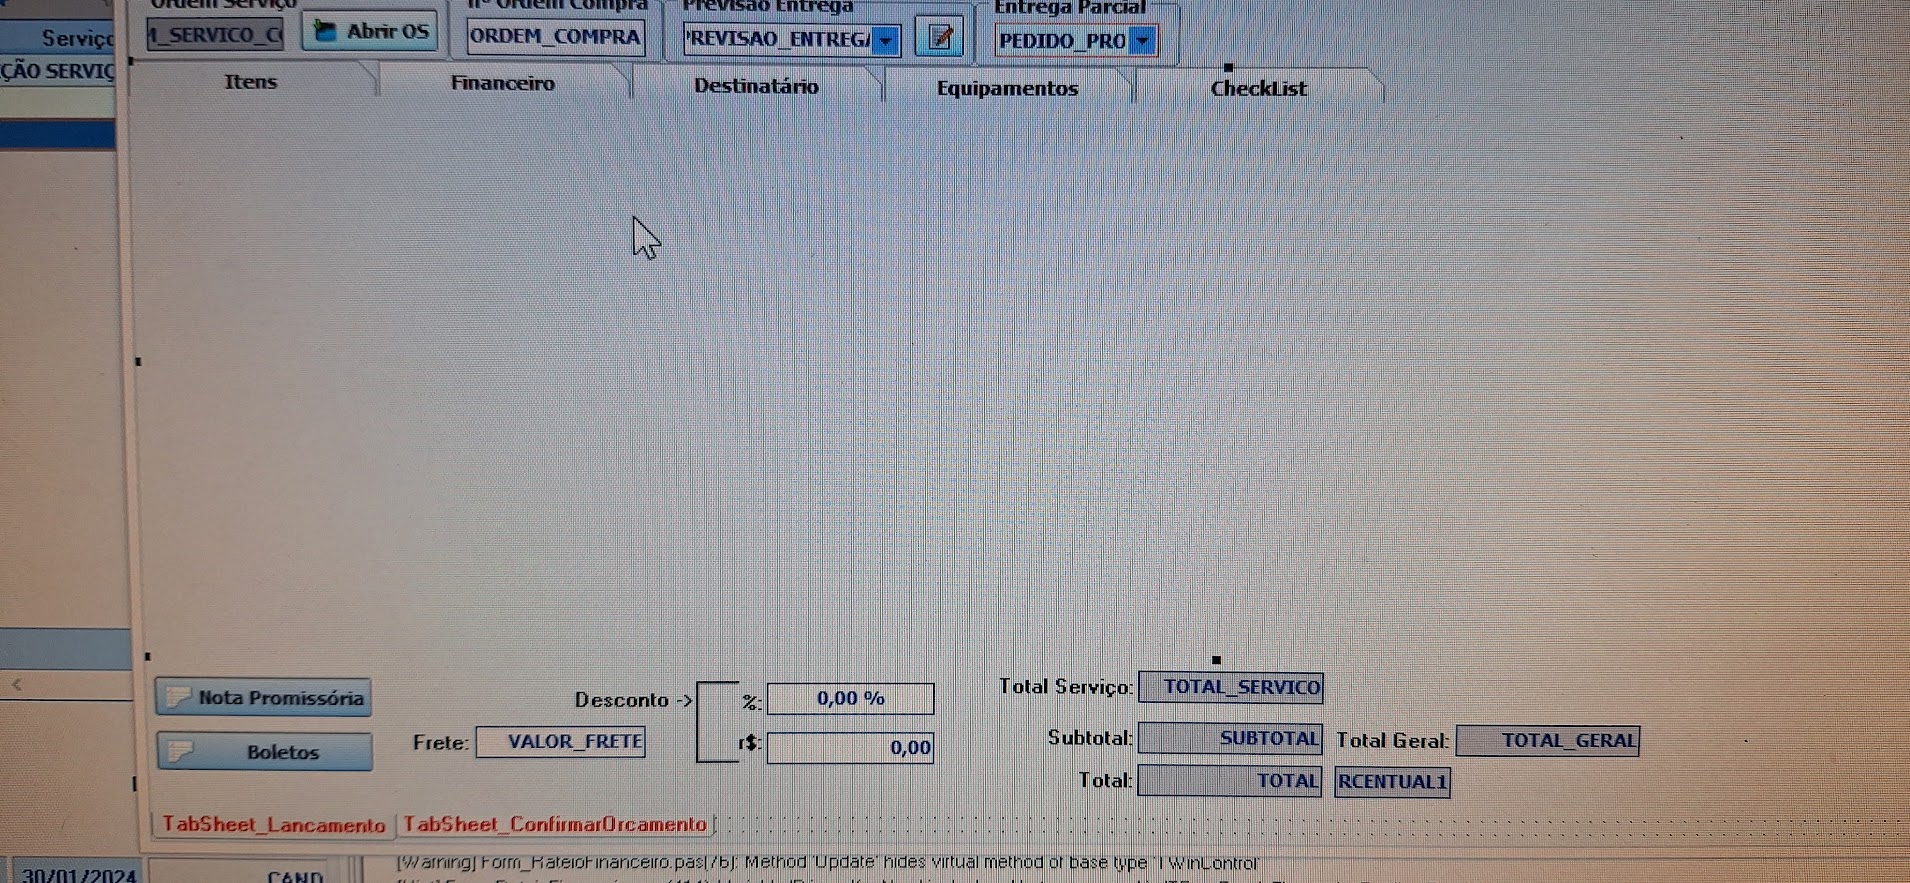 Ordem Serviço
nº Ordem Compra
Previsão Entrega
Entrega Parcial
Serviço
M_SERVICO_CO
Abrir OS
ORDEM_COMPRA
PREVISAO_ENTREGA
PEDIDO_PRO
ÇÃO SERVIÇ
Itens
Financeiro
Destinatário
Equipamentos
CheckList
Nota Promissória
Desconto ->
%:
0,00 %
Total Serviço:
TOTAL_SERVICO
Boletos
Frete:
VALOR_FRETE
r$:
0,00
Subtotal:
SUBTOTAL
Total Geral:
TOTAL_GERAL
Total:
TOTAL
RCENTUAL1
TabSheet_Lancamento
TabSheet_ConfirmarOrcamento
[Warning] Form_RateioFinanceiro.pas(76): Method 'Update' hides virtual method of base type 'TWinControl'
30/01/2024
CAND